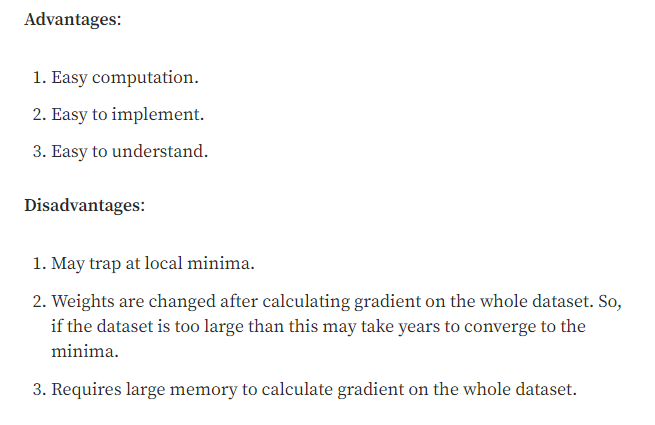 Advantages:
1. Easy computation.
2. Easy to implement.
3. Easy to understand.
Disadvantages:
1. May trap at local minima.
2. Weights are changed after calculating gradient on the whole dataset. So,
if the dataset is too large than this may take years to converge to the
minima.
3. Requires large memory to calculate gradient on the whole dataset.